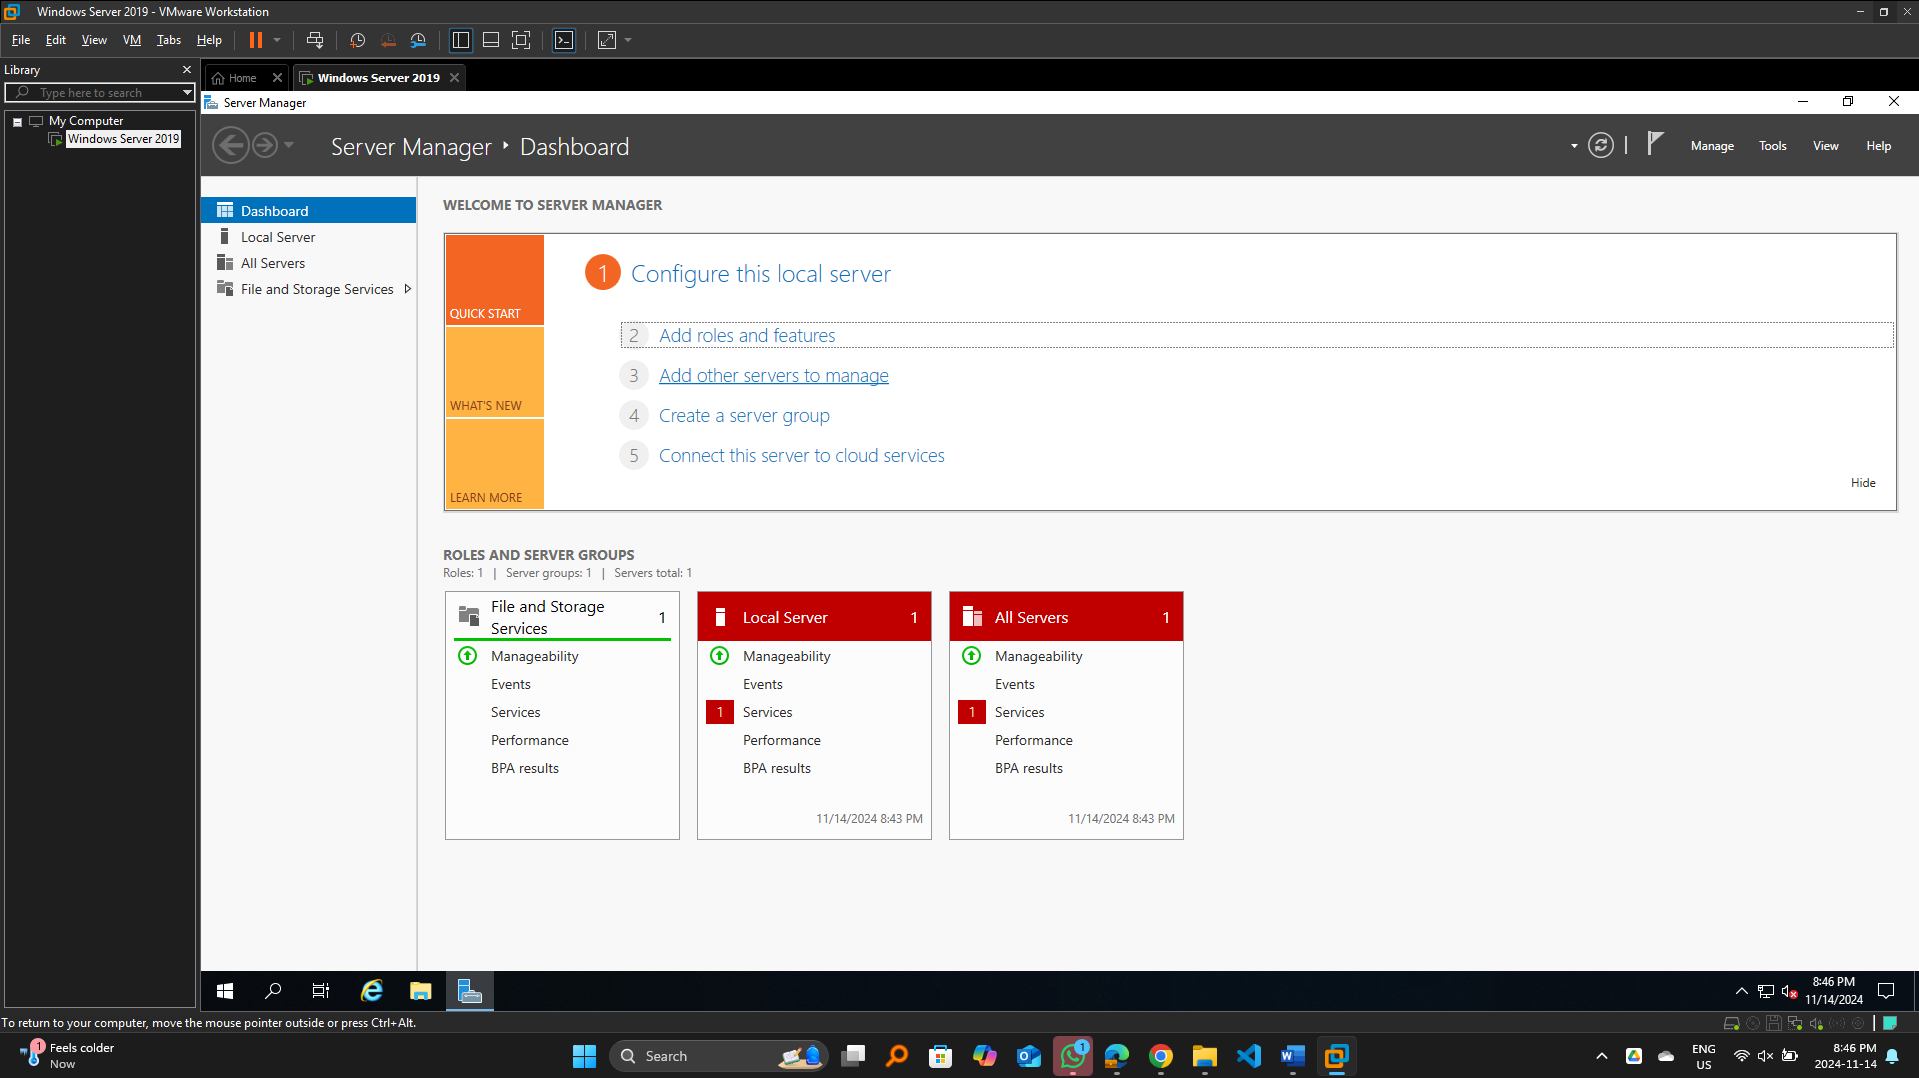 Windows Server 2019 - VMware Workstation
File Edit View VM Tabs Help
Library
Type here to search
My Computer
Windows Server 2019
Home
Windows Server 2019
Server Manager
Server Manager Dashboard
Manage Tools View Help
Dashboard
Local Server
All Servers
File and Storage Services
WELCOME TO SERVER MANAGER
QUICK START
WHAT'S NEW
LEARN MORE
1 Configure this local server
2 Add roles and features
3 Add other servers to manage
4 Create a server group
5 Connect this server to cloud services
Hide
ROLES AND SERVER GROUPS
Roles: 1 | Server groups: 1 | Servers total: 1
File and Storage
Services
1
Manageability
Events
Services
Performance
BPA results
Local Server 1
Manageability
Events
1 Services
Performance
BPA results
11/14/2024 8:43 PM
All Servers 1
Manageability
Events
1 Services
Performance
BPA results
11/14/2024 8:43 PM
8:46 PM
11/14/2024
To return to your computer, move the mouse pointer outside or press Ctrl+Alt.
1
Feels colder
Now
Search
1
ENG
US
8:46 PM
2024-11-14